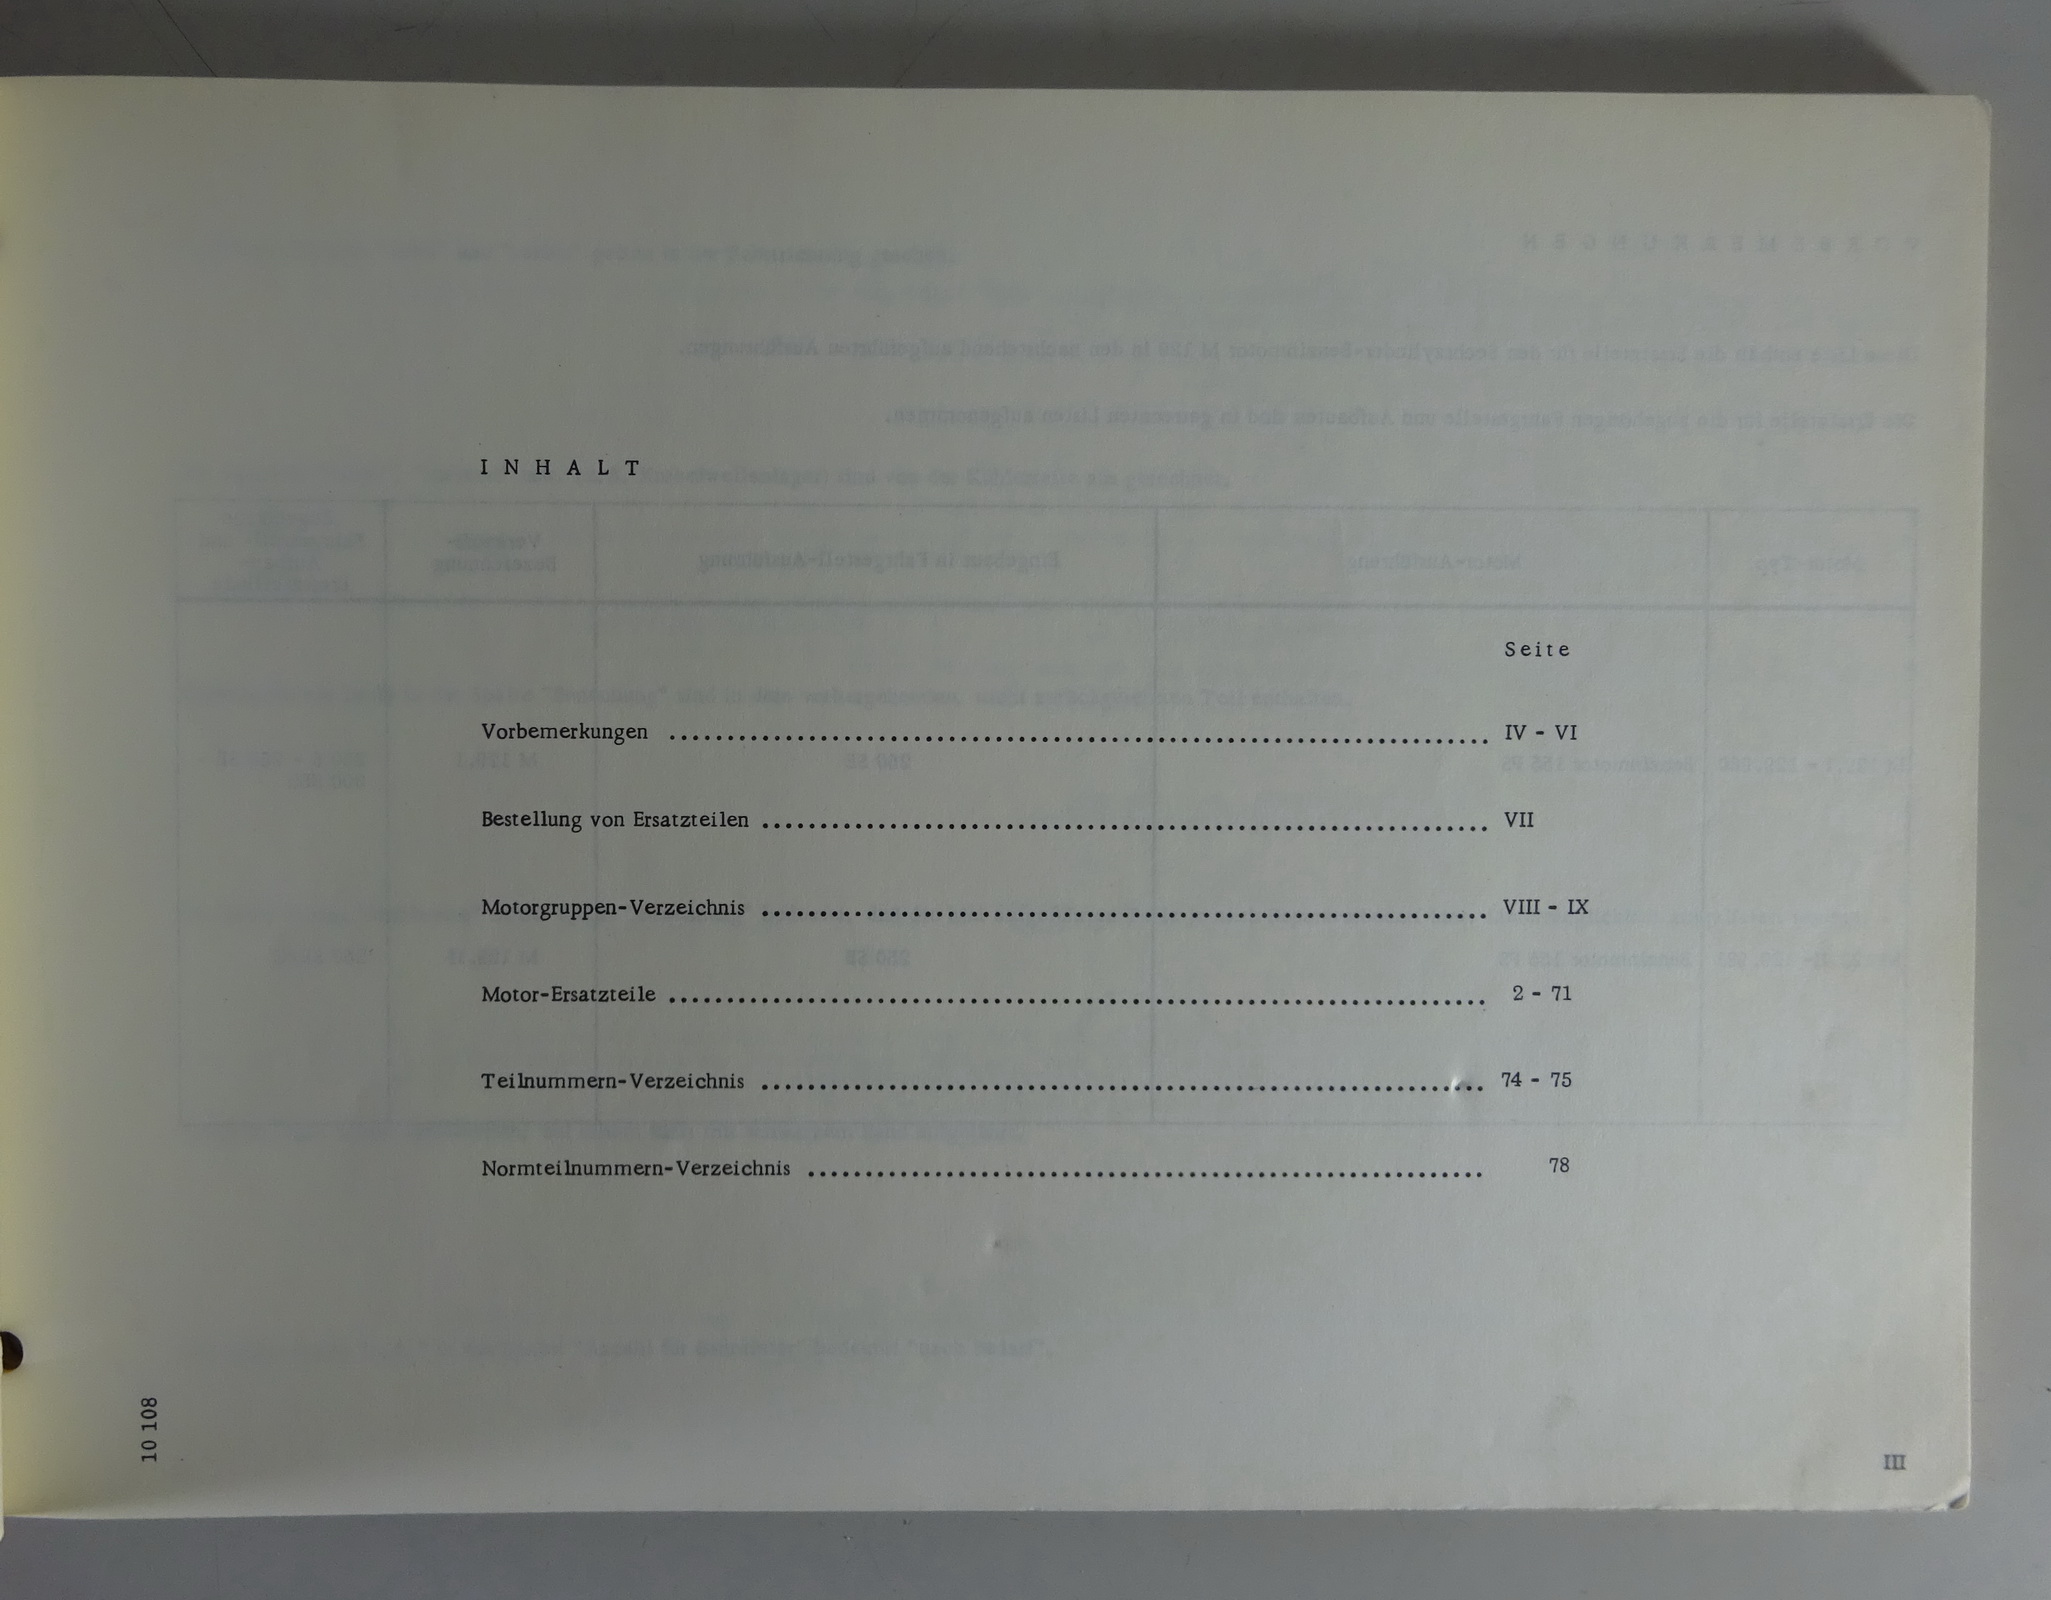 INHALT
Seite
Vorbemerkungen ........................................ IV - VI
Bestellung von Ersatzteilen ........................................ VII
Motorgruppen-Verzeichnis ........................................ VIII - IX
Motor-Ersatzteile ........................................ 2 - 71
Teilnummern-Verzeichnis ........................................ 74 - 75
Normteilnummern-Verzeichnis ........................................ 78
10 108
III